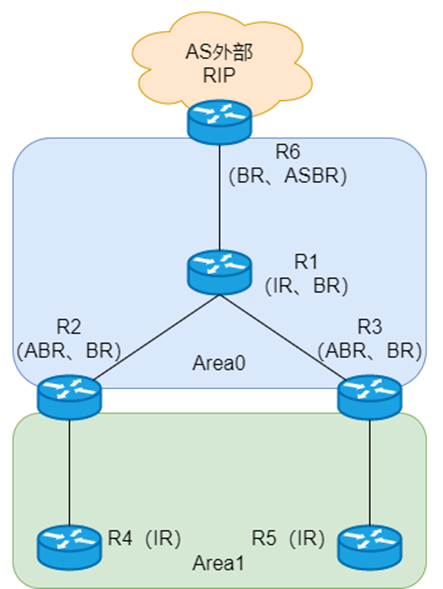 AS外部
RIP
R6
(BR、ASBR)
R1
(IR、BR)
R2
(ABR、BR)
R3
(ABR、BR)
Area0
R4（IR）
R5（IR）
Area1